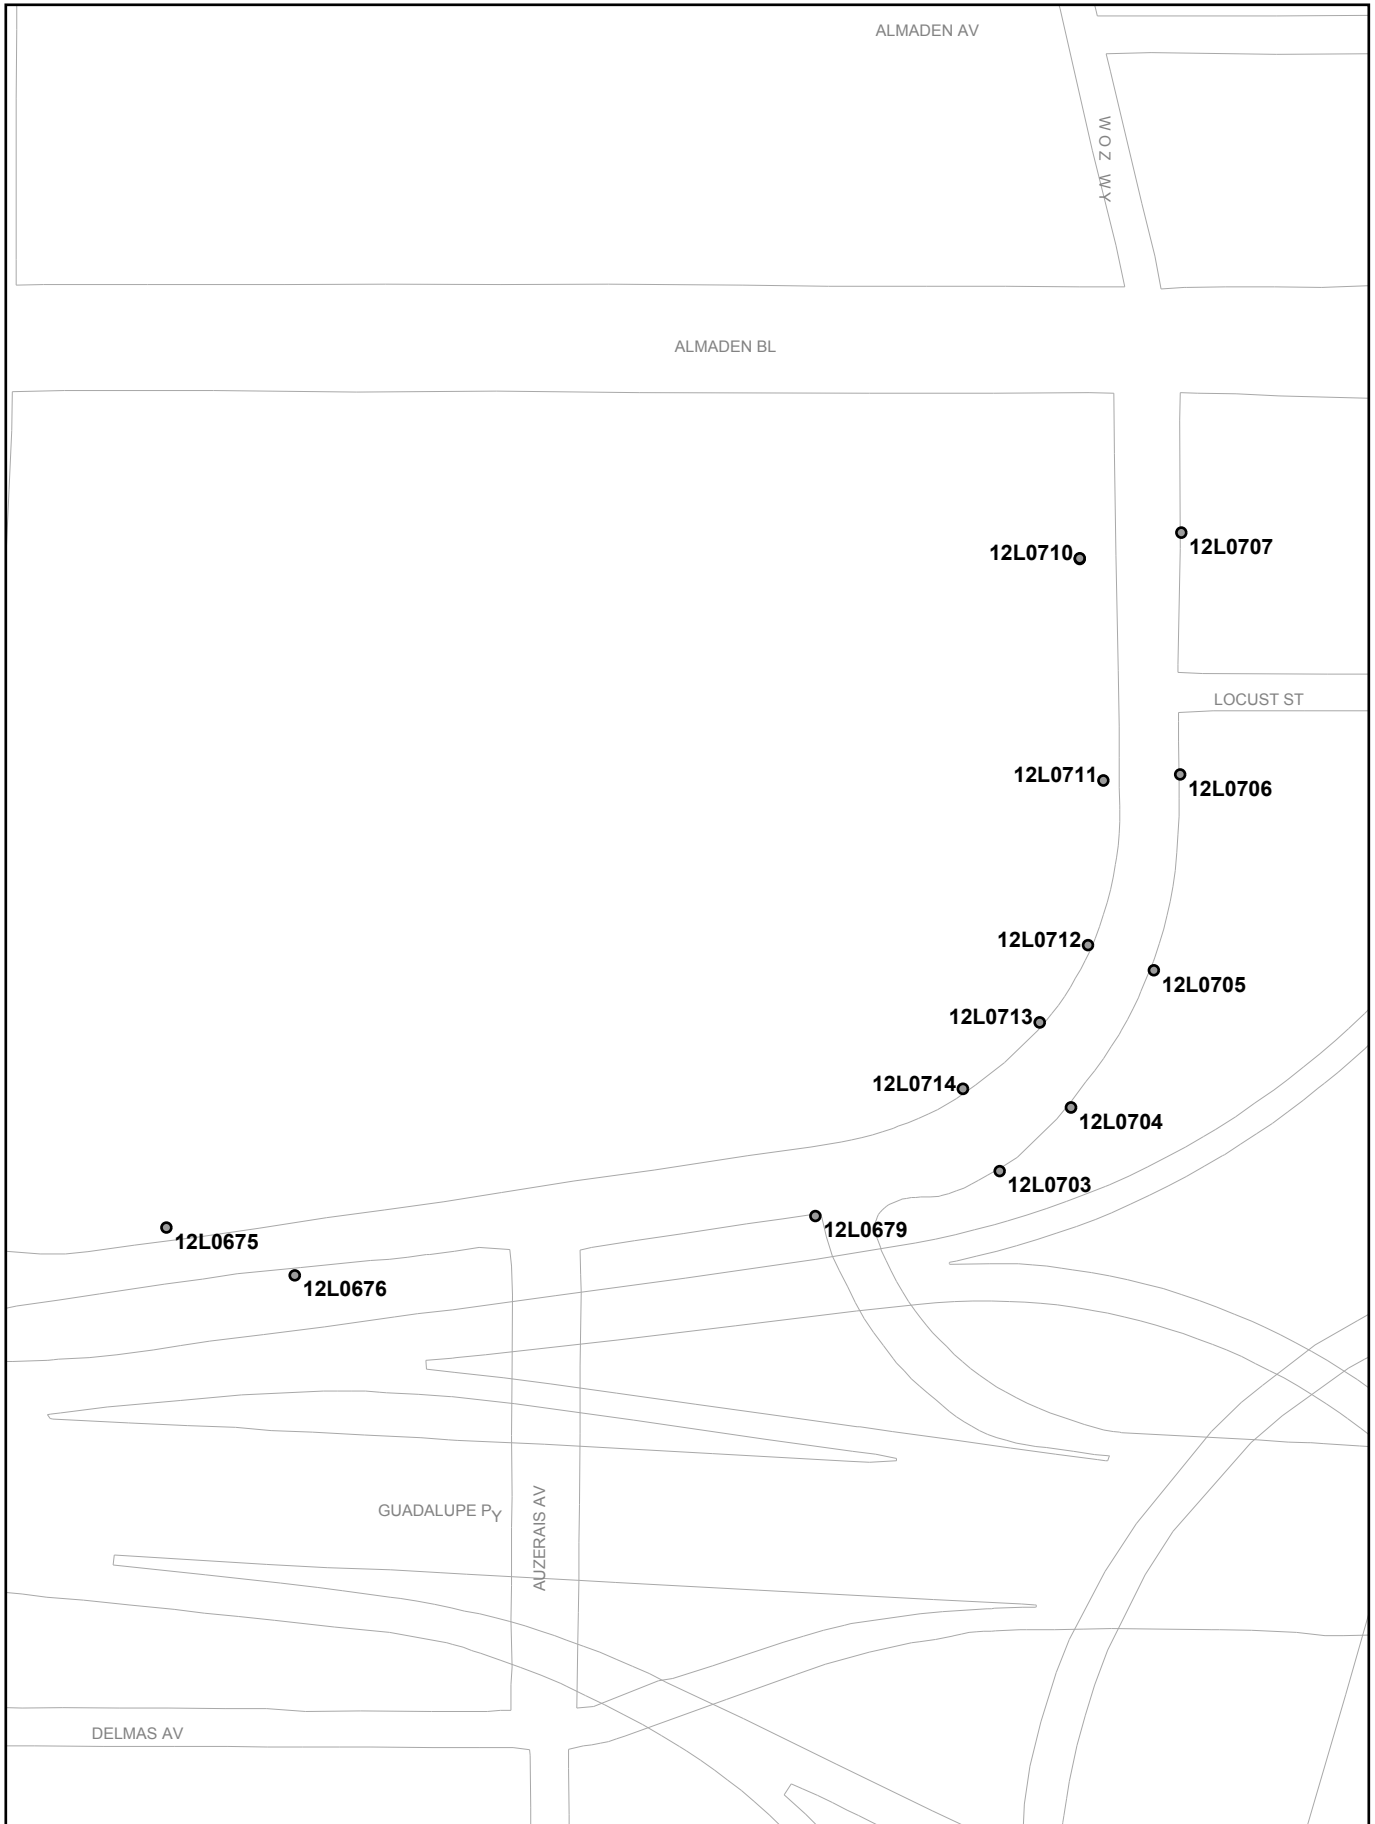 ALMADEN AV
WOZ WY
ALMADEN BL
12L0707
12L0710
LOCUST ST
12L0711
12L0706
12L0712
12L0705
12L0713
12L0714
12L0704
12L0703
12L0679
12L0675
12L0676
GUADALUPE PY
AUZERAIS AV
DELMAS AV